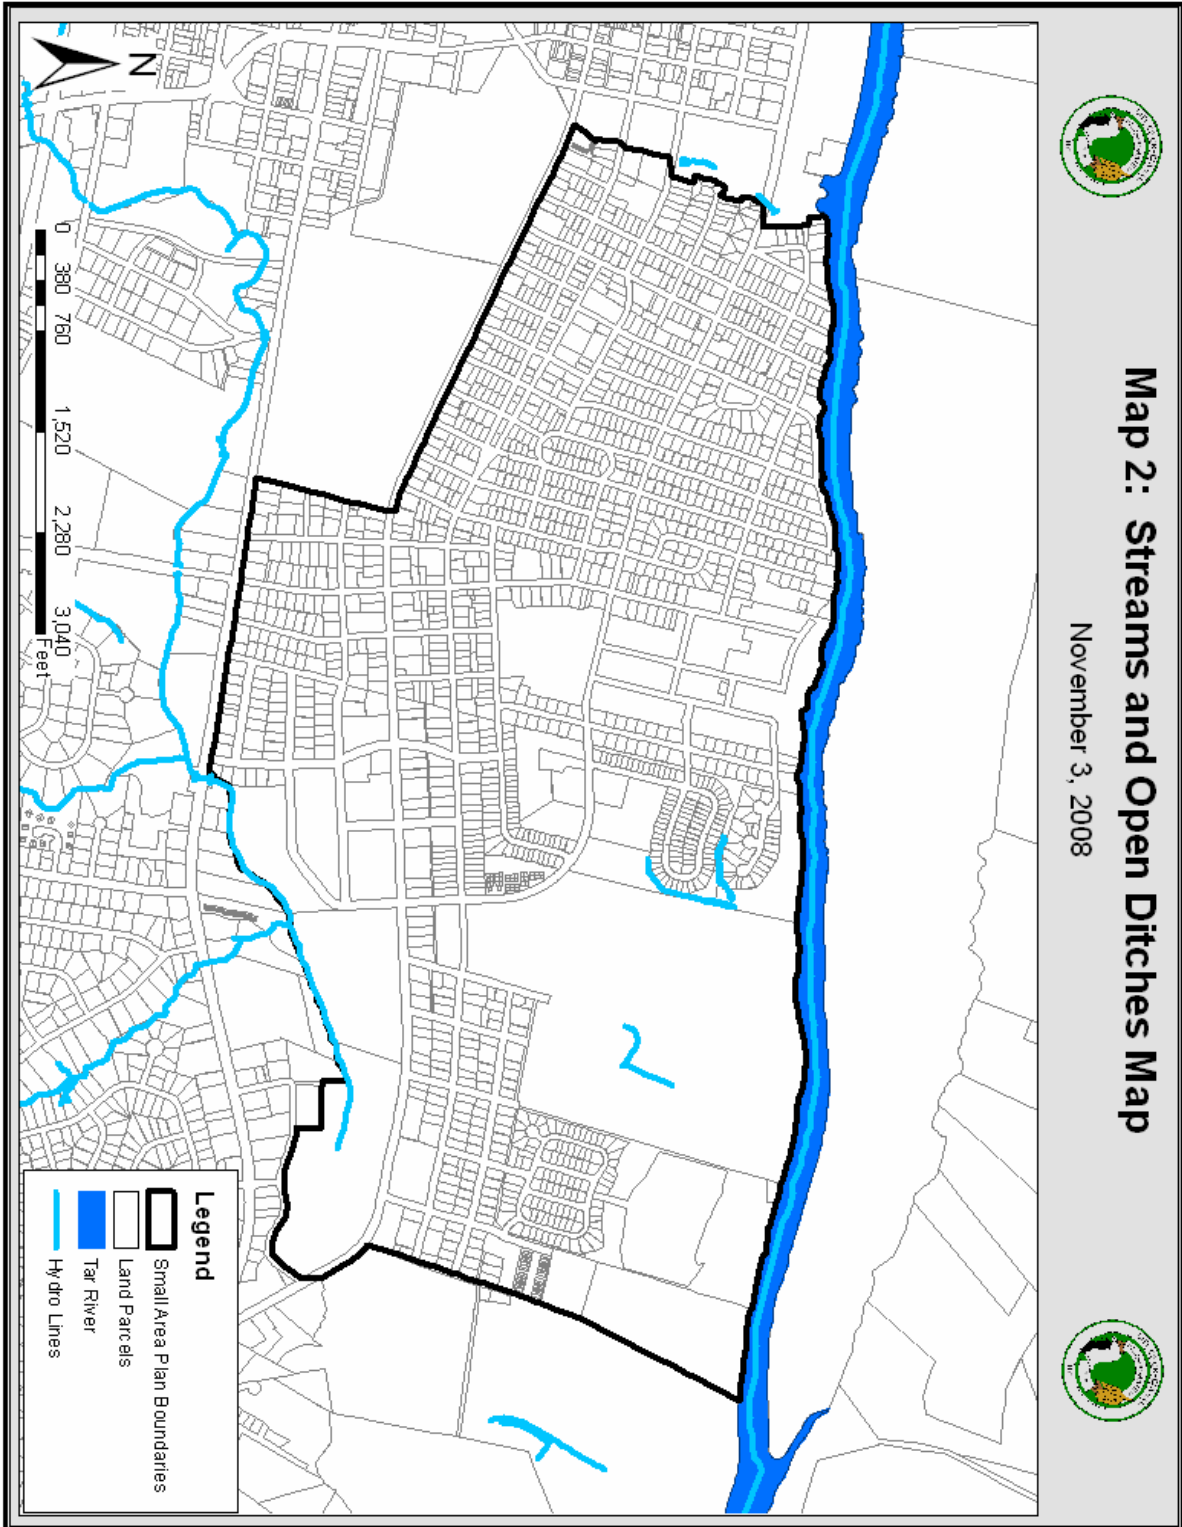 Map 2: Streams and Open Ditches Map
November 3, 2008
N
0 380 760 1,520 2,280 3,040
Feet
Legend
Small Area Plan Boundaries
Land Parcels
Tar River
Hydro Lines